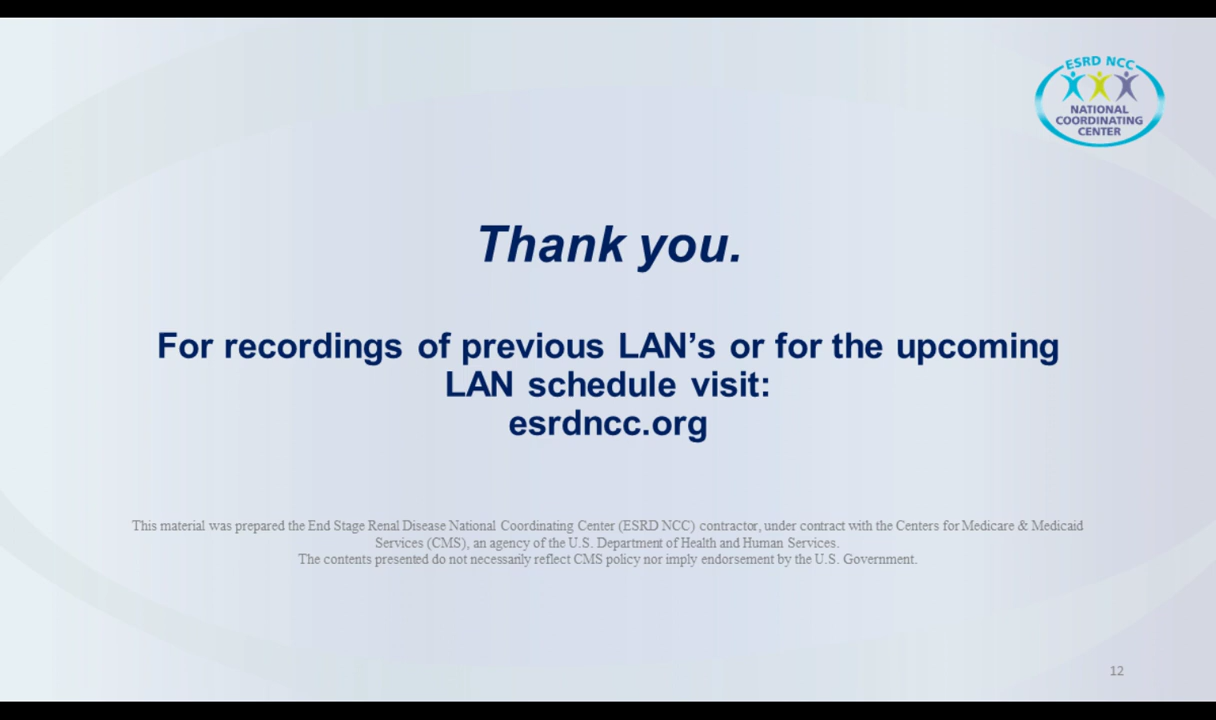 ESRD NCC
NATIONAL
COORDINATING
CENTER
Thank you.
For recordings of previous LAN’s or for the upcoming
LAN schedule visit:
esrdncc.org
This material was prepared the End Stage Renal Disease National Coordinating Center (ESRD NCC) contractor, under contract with the Centers for Medicare & Medicaid
Services (CMS), an agency of the U.S. Department of Health and Human Services.
The contents presented do not necessarily reflect CMS policy nor imply endorsement by the U.S. Government.
12